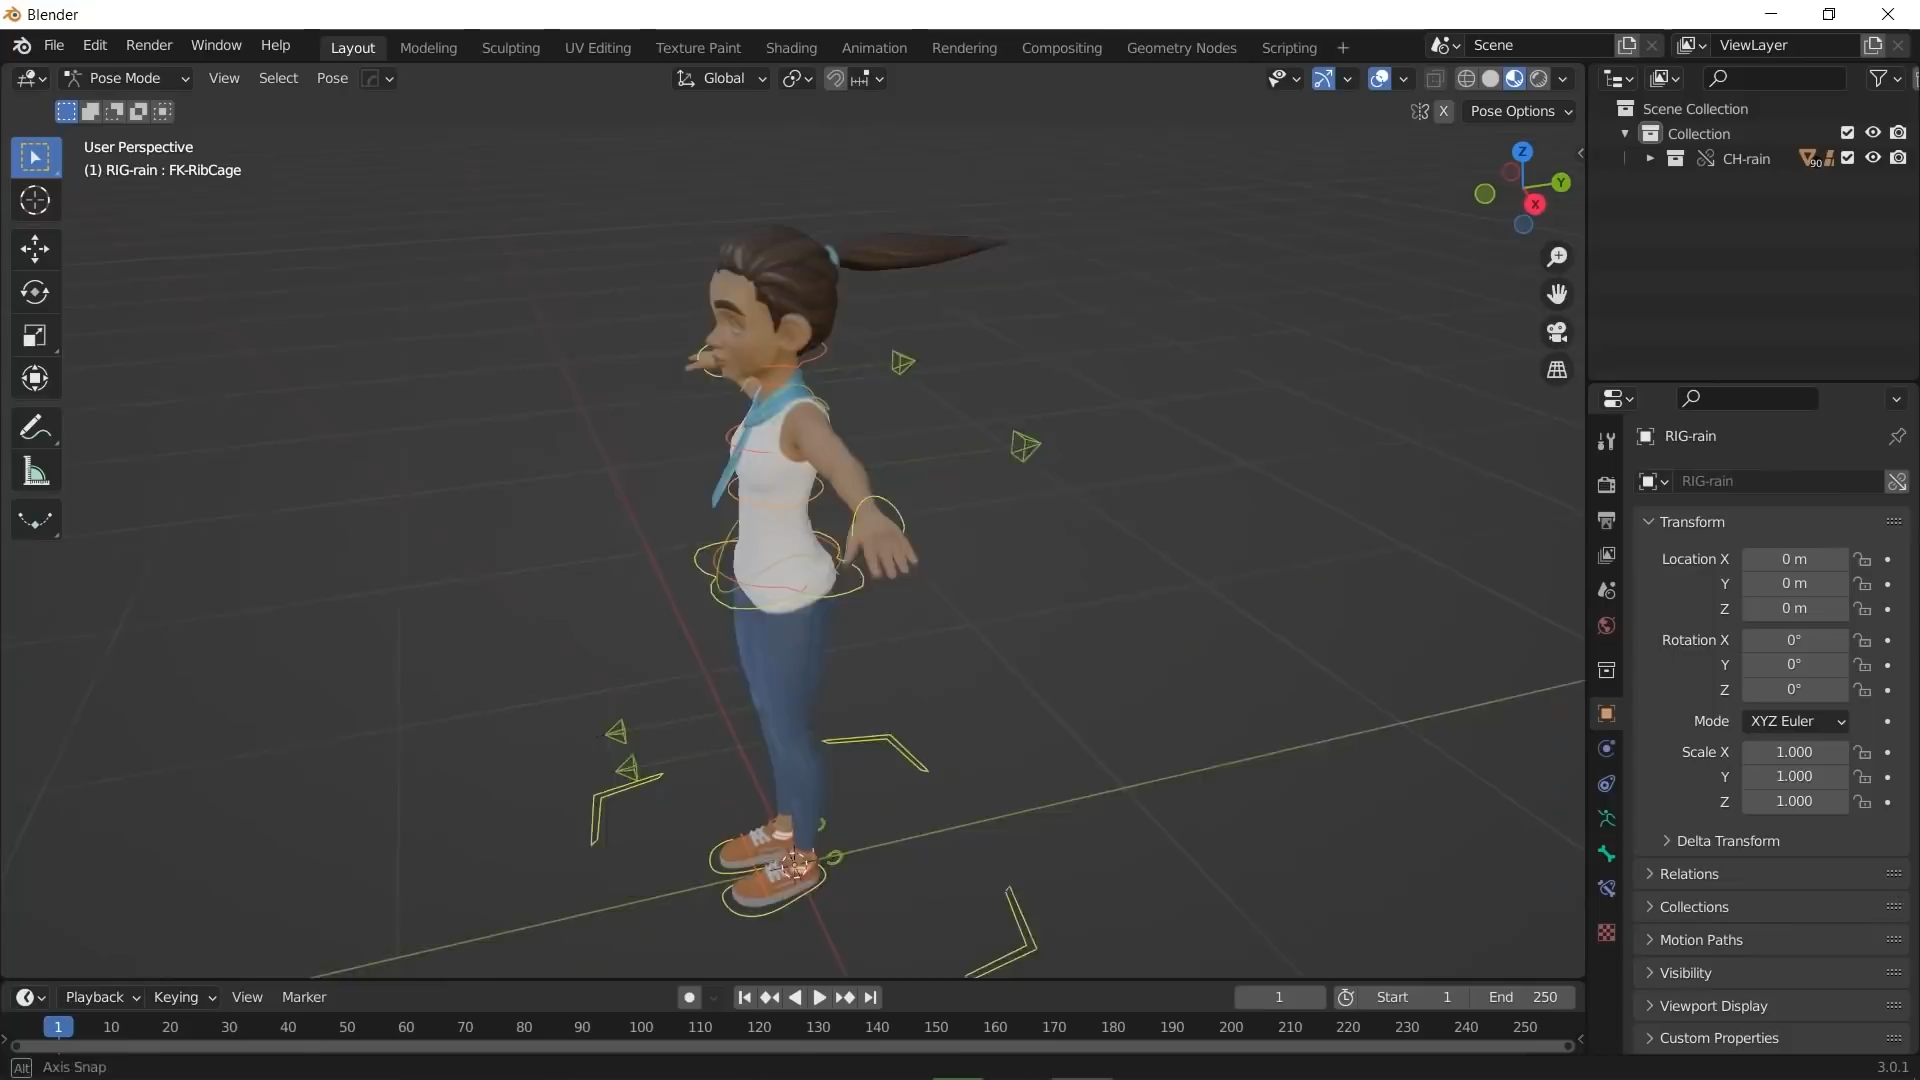 Blender
File Edit Render Window Help Layout Modeling Sculpting UV Editing Texture Paint Shading Animation Rendering Compositing Geometry Nodes Scripting + Scene ViewLayer
Pose Mode View Select Pose Global
X Pose Options
User Perspective
(1) RIG-rain : FK-RibCage
Z
Y
X
Scene Collection
Collection
CH-rain 90
RIG-rain
RIG-rain
Transform
Location X 0 m
Y 0 m
Z 0 m
Rotation X 0°
Y 0°
Z 0°
Mode XYZ Euler
Scale X 1.000
Y 1.000
Z 1.000
Delta Transform
Relations
Collections
Motion Paths
Visibility
Viewport Display
Custom Properties
Playback Keying View Marker 1 Start 1 End 250
1 10 20 30 40 50 60 70 80 90 100 110 120 130 140 150 160 170 180 190 200 210 220 230 240 250
Alt Axis Snap 3.0.1